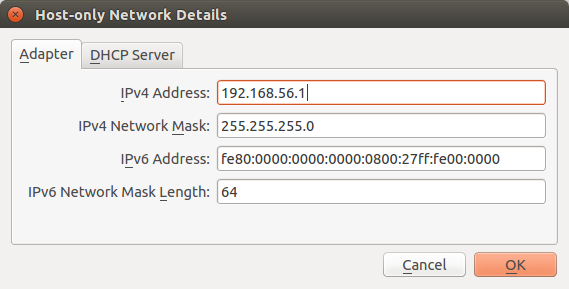 Host-only Network Details
Adapter DHCP Server
IPv4 Address: 192.168.56.1
IPv4 Network Mask: 255.255.255.0
IPv6 Address: fe80:0000:0000:0000:0800:27ff:fe00:0000
IPv6 Network Mask Length: 64
Cancel OK